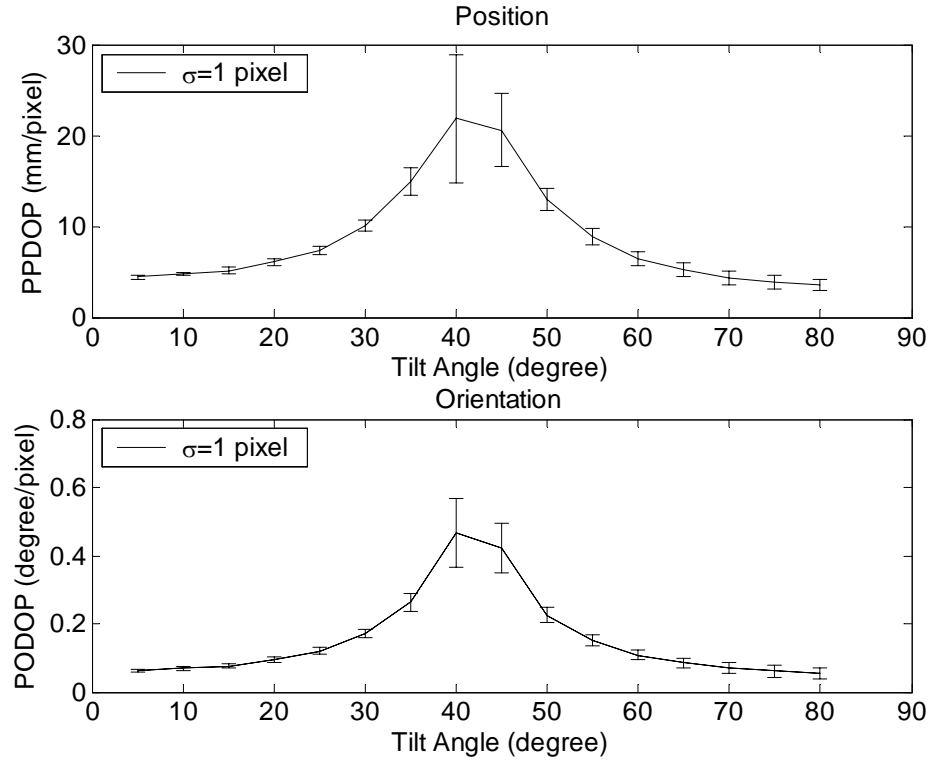 Position
30
20
10
0
PPDOP (mm/pixel)
σ=1 pixel
0 10 20 30 40 50 60 70 80 90
Tilt Angle (degree)
Orientation
0.8
0.6
0.4
0.2
0
PODOP (degree/pixel)
σ=1 pixel
0 10 20 30 40 50 60 70 80 90
Tilt Angle (degree)